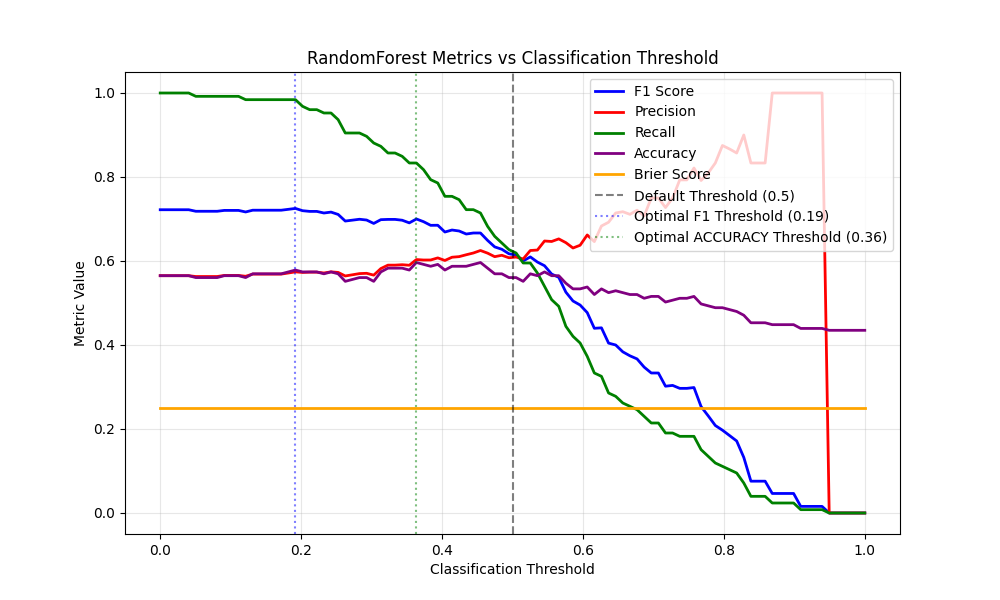 RandomForest Metrics vs Classification Threshold
Metric Value
1.0
0.8
0.6
0.4
0.2
0.0
F1 Score
Precision
Recall
Accuracy
Brier Score
Default Threshold (0.5)
Optimal F1 Threshold (0.19)
Optimal ACCURACY Threshold (0.36)
0.0 0.2 0.4 0.6 0.8 1.0
Classification Threshold